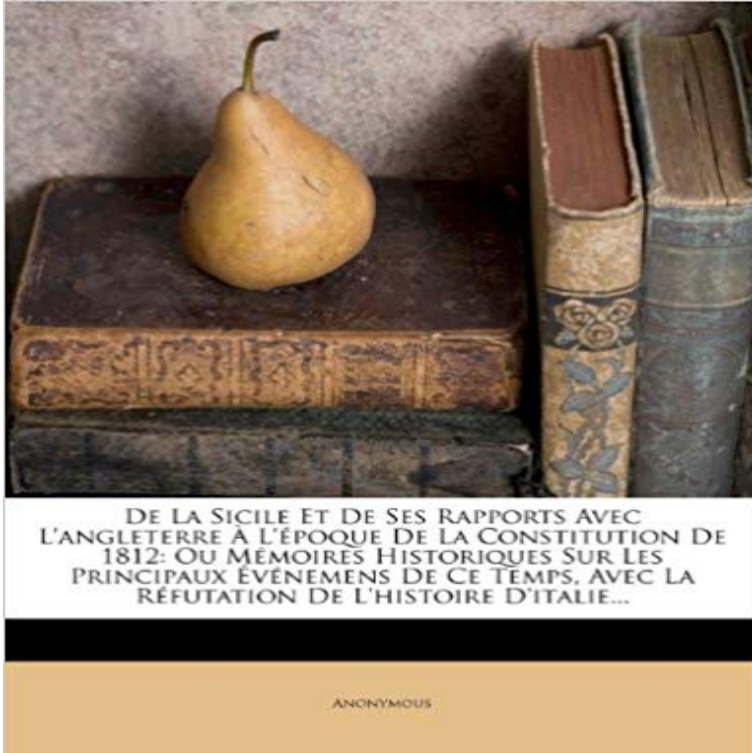 De La Sicile Et De Ses Rapports Avec
L'angleterre À L'Époque De La Constitution De
1812: Ou Mémoires Historiques Sur Les
Principaux Événemens De Ce Temps, Avec La
Réfutation De L'histoire D'italie...
Anonymous